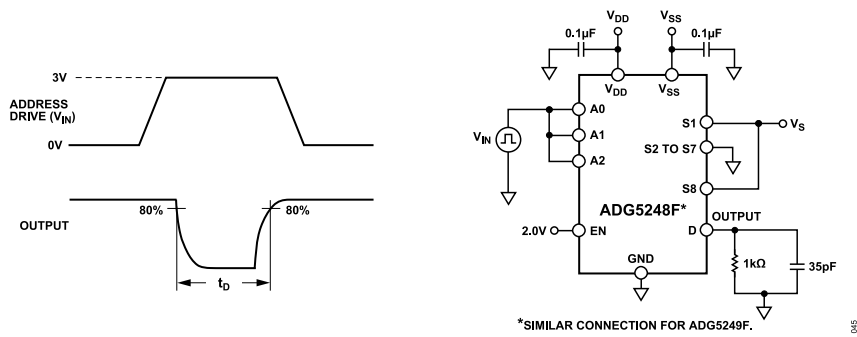 3V
ADDRESS
DRIVE (VIN)
0V
80%
80%
OUTPUT
tD
VDD
VSS
0.1µF
0.1µF
VDD
VSS
A0
A1
A2
VIN
S1
VS
S2 TO S7
S8
ADG5248F*
OUTPUT
2.0V
EN
D
GND
1kΩ
35pF
*SIMILAR CONNECTION FOR ADG5249F.
045